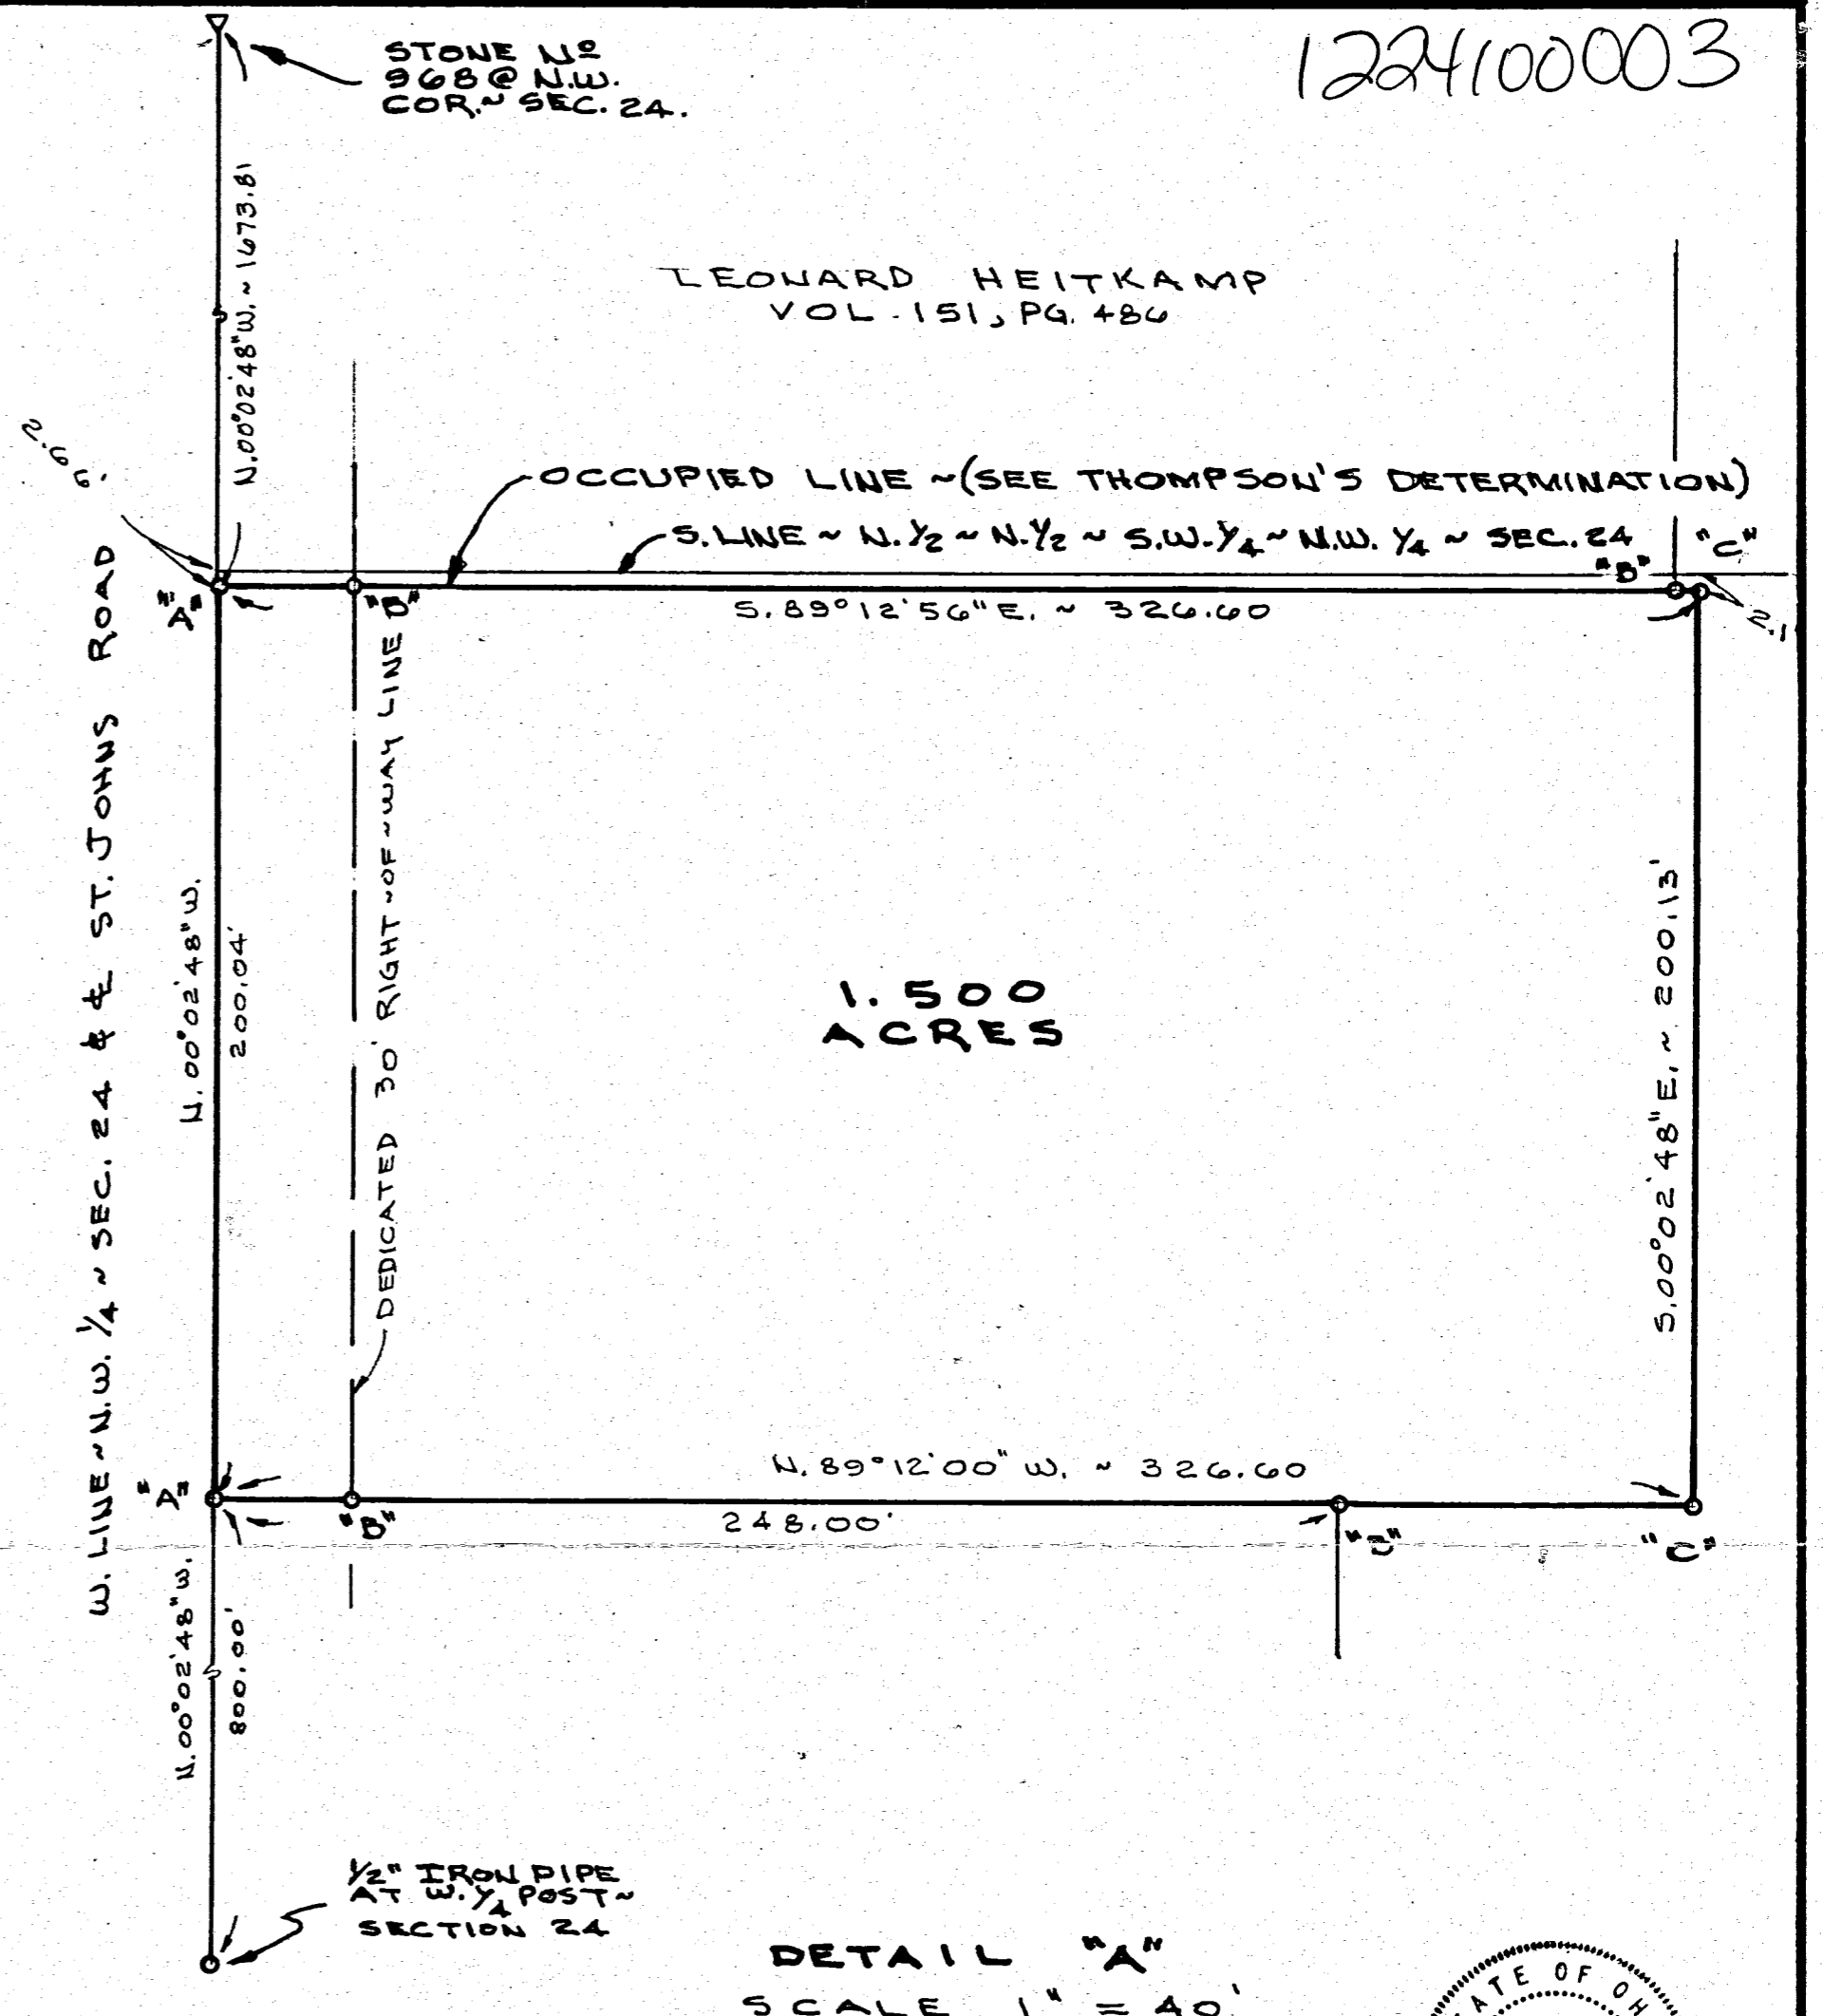 1224100003
STONE Nº
968 @ N.W.
COR. ~ SEC. 24.
N.00°02'48"W. ~ 1673.81
LEONARD HEITKAMP
VOL. 151, PG. 486
2.66'
OCCUPIED LINE ~ (SEE THOMPSON'S DETERMINATION)
S. LINE ~ N. ½ ~ N. ½ ~ S.W. ¼ ~ N.W. ¼ ~ SEC. 24
"A"
"B"
"B"
"C"
S. 89°12'56" E. ~ 326.60
2.1
W. LINE ~ N.W. ¼ ~ SEC. 24 & ℄ ST. JOHNS ROAD
N. 00°02'48" W.
200.04'
DEDICATED 30' RIGHT~OF~WAY LINE
1.500
ACRES
S.00°02'48" E. ~ 200.13'
N. 89°12'00" W. ~ 326.60
"A"
"B"
248.00'
"B"
"C"
N.00°02'48" W.
800.00'
½" IRON PIPE
AT W. ¼ POST ~
SECTION 24
DETAIL "A"
SCALE 1" = 40'
ATE OF OH